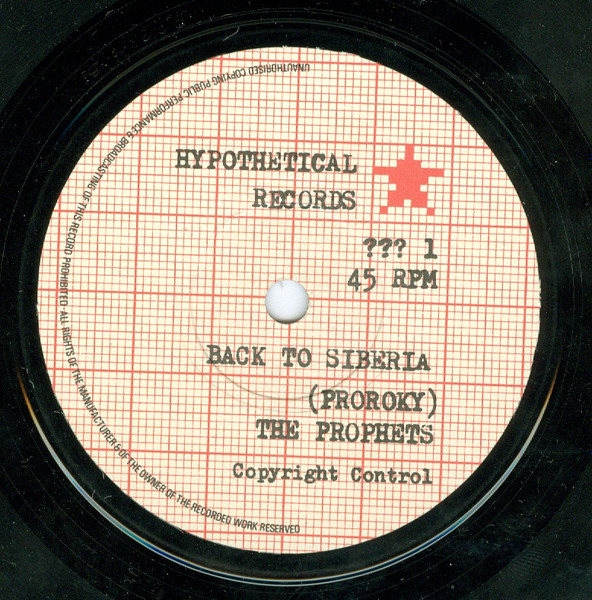 HYPOTHETICAL
RECORDS
??? 1
45 RPM
BACK TO SIBERIA
(PROROKY)
THE PROPHETS
Copyright Control
ALL RIGHTS OF THE MANUFACTURER & OF THE OWNER OF THE RECORDED WORK RESERVED
UNAUTHORISED COPYING PUBLIC PERFORMANCE & BROADCASTING OF THIS RECORD PROHIBITED